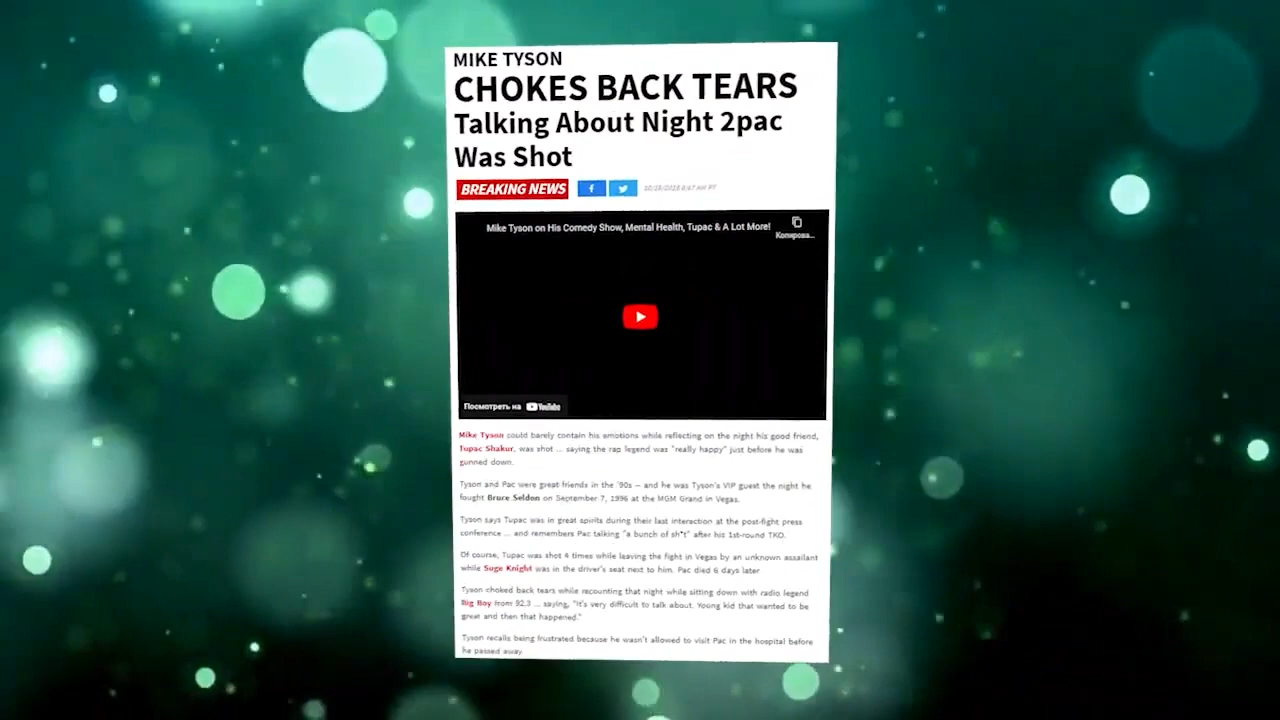 MIKE TYSON
CHOKES BACK TEARS
Talking About Night 2pac
Was Shot
BREAKING NEWS
Mike Tyson on His Comedy Show, Mental Health, Tupac & A Lot More!
Копирова...
Посмотреть на YouTube
Mike Tyson could barely contain his emotions while reflecting on the night his good friend,
Tupac Shakur, was shot ... saying the rap legend was "really happy" just before he was
gunned down.
Tyson and Pac were great friends in the '90s — and he was Tyson's VIP guest the night he
fought Bruce Seldon on September 7, 1996 at the MGM Grand in Vegas.
Tyson says Tupac was in great spirits during their last interaction at the post-fight press
conference ... and remembers Pac talking "a bunch of sh*t" after his 1st-round TKO.
Of course, Tupac was shot 4 times while leaving the fight in Vegas by an unknown assailant
while Suge Knight was in the driver's seat next to him. Pac died 6 days later
Tyson choked back tears while recounting that night while sitting down with radio legend
Big Boy from 92.3 ... saying, "It's very difficult to talk about. Young kid that wanted to be
great and then that happened."
Tyson recalls being frustrated because he wasn't allowed to visit Pac in the hospital before
he passed away